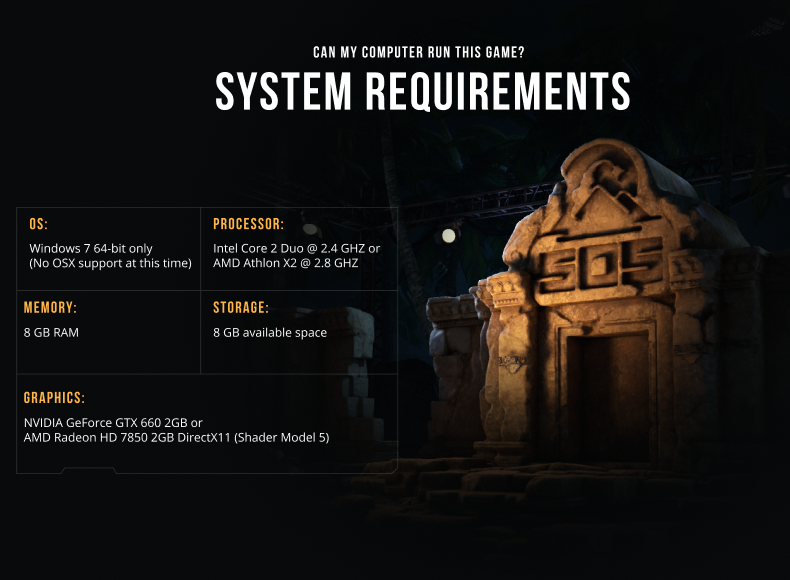 CAN MY COMPUTER RUN THIS GAME?
SYSTEM REQUIREMENTS
OS:
Windows 7 64-bit only
(No OSX support at this time)
PROCESSOR:
Intel Core 2 Duo @ 2.4 GHZ or
AMD Athlon X2 @ 2.8 GHZ
MEMORY:
8 GB RAM
STORAGE:
8 GB available space
GRAPHICS:
NVIDIA GeForce GTX 660 2GB or
AMD Radeon HD 7850 2GB DirectX11 (Shader Model 5)
SOS